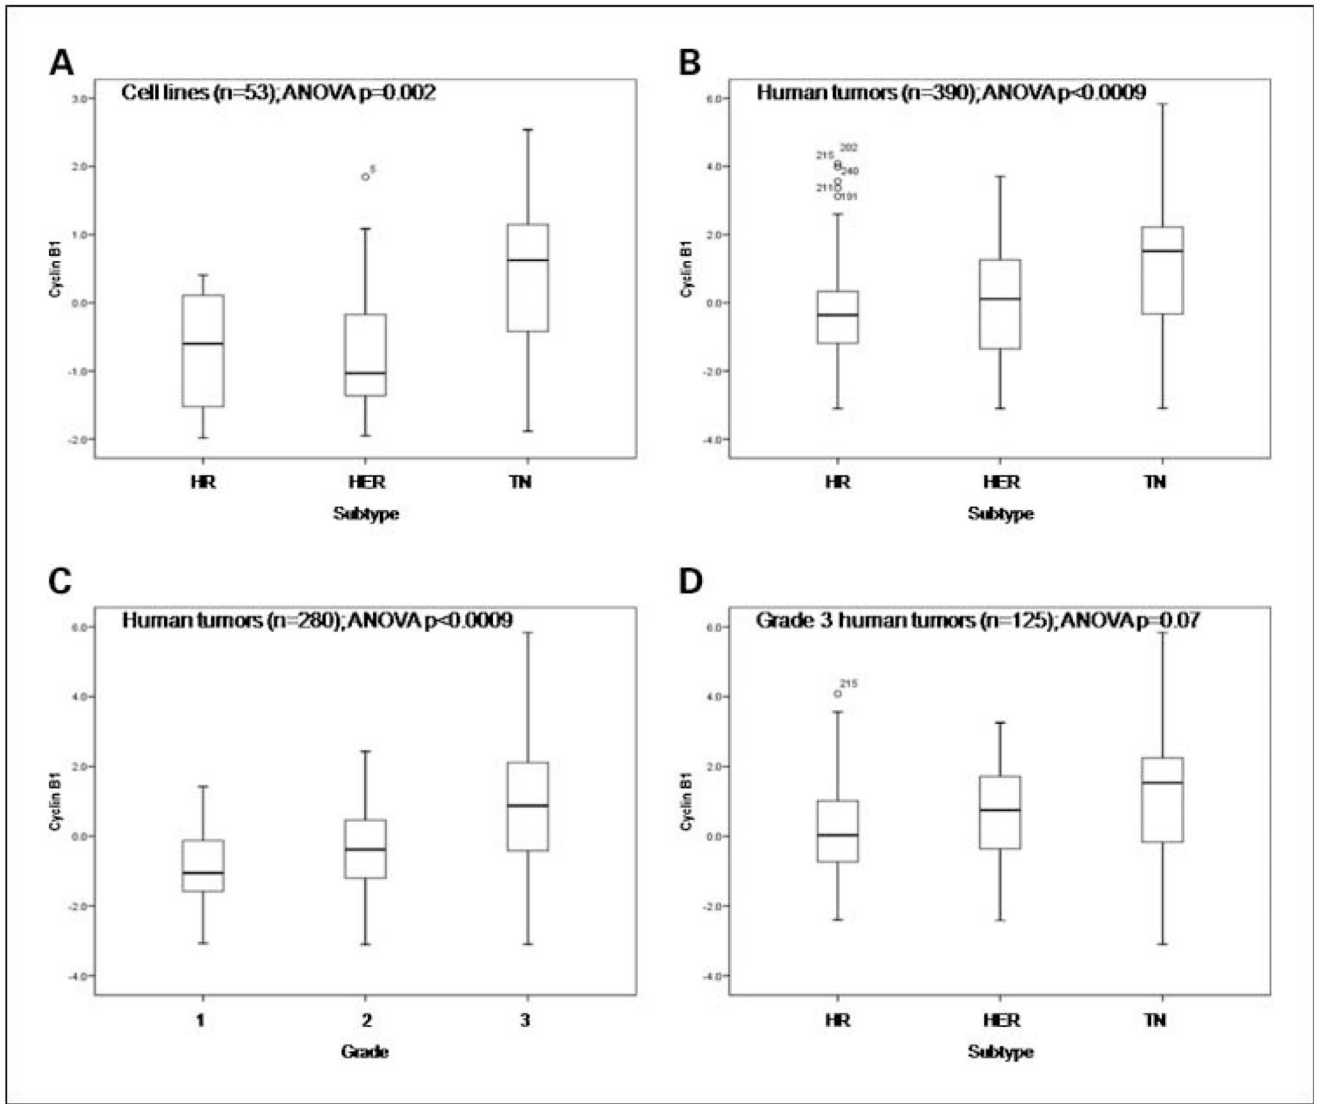 A
Cell lines (n=53); ANOVA p=0.002
3.0
2.0
1.0
0.0
-1.0
-2.0
Cyclin B1
5
HR HER TN
Subtype
B
Human tumors (n=390); ANOVA p<0.0009
6.0
4.0
2.0
0.0
-2.0
-4.0
Cyclin B1
202
215
240
211
191
HR HER TN
Subtype
C
Human tumors (n=280); ANOVA p<0.0009
6.0
4.0
2.0
0.0
-2.0
-4.0
Cyclin B1
1 2 3
Grade
D
Grade 3 human tumors (n=125); ANOVA p=0.07
6.0
4.0
2.0
0.0
-2.0
-4.0
Cyclin B1
215
HR HER TN
Subtype